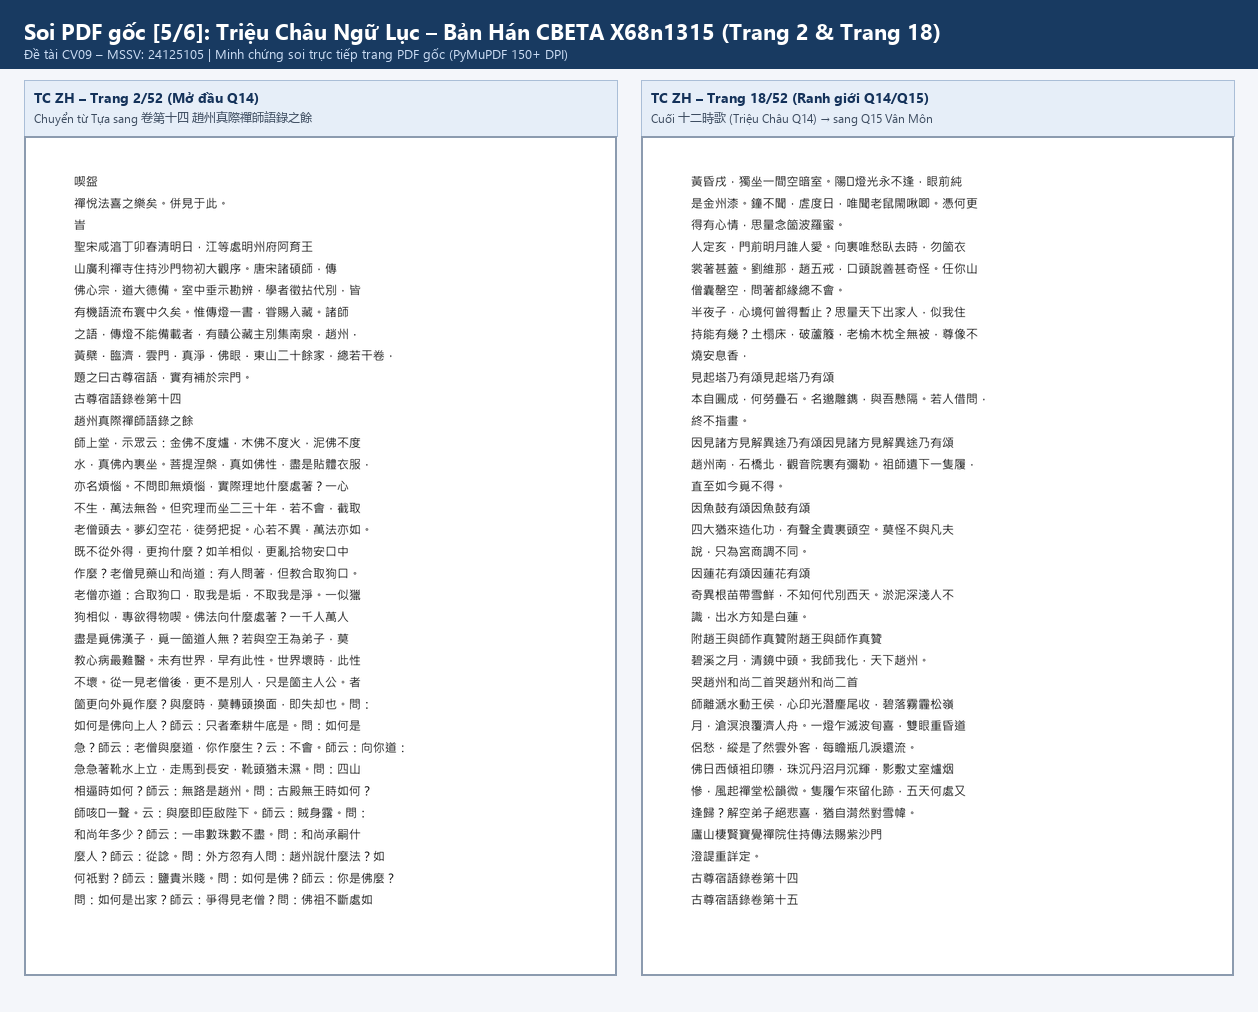 Soi PDF gốc [5/6]: Triệu Châu Ngữ Lục – Bản Hán CBETA X68n1315 (Trang 2 & Trang 18)
Đề tài CV09 – MSSV: 24125105 | Minh chứng soi trực tiếp trang PDF gốc (PyMuPDF 150+ DPI)
TC ZH – Trang 2/52 (Mở đầu Q14)
Chuyển từ Tựa sang 卷第十四 趙州真際禪師語錄之餘
喫盌
禪悅法喜之樂矣。併見于此。
旹
聖宋咸淳丁卯春清明日,江等處明州府阿育王
山廣利禪寺住持沙門物初大觀序。唐宋諸碩師,傳
佛心宗,道大德備。室中垂示勘辨,學者徵拈代別,皆
有機語流布寰中久矣。惟傳燈一書,嘗賜入藏。諸師
之語,傳燈不能備載者,有賾公藏主別集南泉,趙州,
黃檗,臨濟,雲門,真淨,佛眼,東山二十餘家,總若干卷,
題之曰古尊宿語,實有補於宗門。
古尊宿語錄卷第十四
趙州真際禪師語錄之餘
師上堂,示眾云:金佛不度爐,木佛不度火,泥佛不度
水,真佛內裏坐。菩提涅槃,真如佛性,盡是貼體衣服,
亦名煩惱。不問即無煩惱,實際理地什麼處著?一心
不生,萬法無咎。但究理而坐二三十年,若不會,截取
老僧頭去。夢幻空花,徒勞把捉。心若不異,萬法亦如。
既不從外得,更拘什麼?如羊相似,更亂拾物安口中
作麼?老僧見藥山和尚道:有人問著,但教合取狗口。
老僧亦道:合取狗口,取我是垢,不取我是淨。一似獵
狗相似,專欲得物喫。佛法向什麼處著?一千人萬人
盡是覓佛漢子,覓一箇道人無?若與空王為弟子,莫
教心病最難醫。未有世界,早有此性。世界壞時,此性
不壞。從一見老僧後,更不是別人,只是箇主人公。者
箇更向外覓作麼?與麼時,莫轉頭換面,即失却也。問:
如何是佛向上人?師云:只者牽耕牛底是。問:如何是
急?師云:老僧與麼道,你作麼生?云:不會。師云:向你道:
急急著靴水上立,走馬到長安,靴頭猶未濕。問:四山
相逼時如何?師云:無路是趙州。問:古殿無王時如何?
師咳□一聲。云:與麼即臣啟陛下。師云:賊身露。問:
和尚年多少?師云:一串數珠數不盡。問:和尚承嗣什
麼人?師云:從諗。問:外方忽有人問:趙州說什麼法?如
何祇對?師云:鹽貴米賤。問:如何是佛?師云:你是佛麼?
問:如何是出家?師云:爭得見老僧?問:佛祖不斷處如
TC ZH – Trang 18/52 (Ranh giới Q14/Q15)
Cuối 十二時歌 (Triệu Châu Q14) → sang Q15 Vân Môn
黃昏戌,獨坐一間空暗室。陽□燈光永不逢,眼前純
是金州漆。鐘不聞,虗度日,唯聞老鼠鬧啾唧。憑何更
得有心情,思量念箇波羅蜜。
人定亥,門前明月誰人愛。向裏唯愁臥去時,勿箇衣
裳著甚蓋。劉維那,趙五戒,口頭說善甚奇怪。任你山
僧囊罄空,問著都緣總不會。
半夜子,心境何曾得暫止?思量天下出家人,似我住
持能有幾?土榻床,破蘆䕠,老榆木枕全無被,尊像不
燒安息香,
見起塔乃有頌見起塔乃有頌
本自圓成,何勞疊石。名邈雕鐫,與吾懸隔。若人借問,
終不指畫。
因見諸方見解異途乃有頌因見諸方見解異途乃有頌
趙州南,石橋北,觀音院裏有彌勒。祖師遺下一隻履,
直至如今覓不得。
因魚鼓有頌因魚鼓有頌
四大猶來造化功,有聲全貴裏頭空。莫怪不與凡夫
說,只為宮商調不同。
因蓮花有頌因蓮花有頌
奇異根苗帶雪鮮,不知何代別西天。淤泥深淺人不
識,出水方知是白蓮。
附趙王與師作真贊附趙王與師作真贊
碧溪之月,清鏡中頭。我師我化,天下趙州。
哭趙州和尚二首哭趙州和尚二首
師離㴲水動王侯,心印光潛麈尾收,碧落霧霾松嶺
月,滄溟浪覆濟人舟。一燈乍滅波旬喜,雙眼重昏道
侶愁,縱是了然雲外客,每瞻瓶几淚還流。
佛日西傾祖印隳,珠沉丹沼月沉輝,影敷丈室爐烟
慘,風起禪堂松韻微。隻履乍來留化跡,五天何處又
逢歸?解空弟子絕悲喜,猶自潸然對雪幃。
廬山棲賢寶覺禪院住持傳法賜紫沙門
澄諟重詳定。
古尊宿語錄卷第十四
古尊宿語錄卷第十五